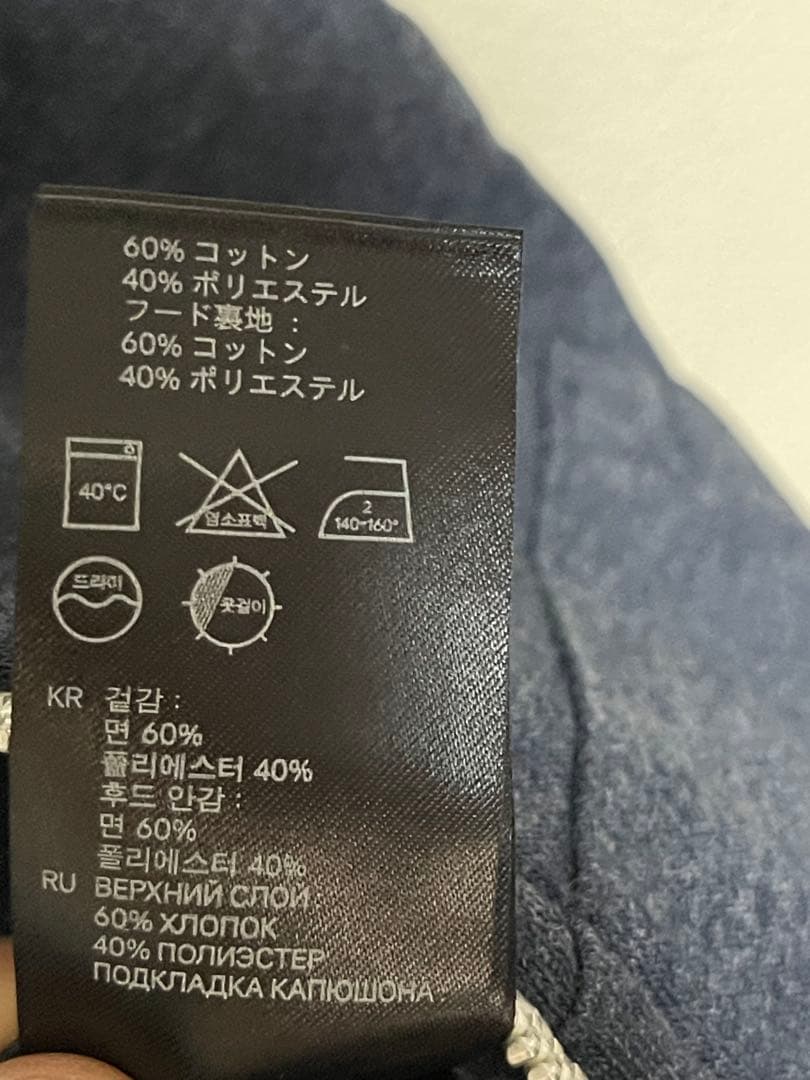 60% コットン
40% ポリエステル
フード裏地 :
60% コットン
40% ポリエステル
40°C
염소표백
2
140-160°
드라이
옷걸이
KR 겉감 :
면 60%
폴리에스터 40%
후드 안감 :
면 60%
폴리에스터 40%
RU ВЕРХНИЙ СЛОЙ :
60% ХЛОПОК
40% ПОЛИЭСТЕР
ПОДКЛАДКА КАПЮШОНА :